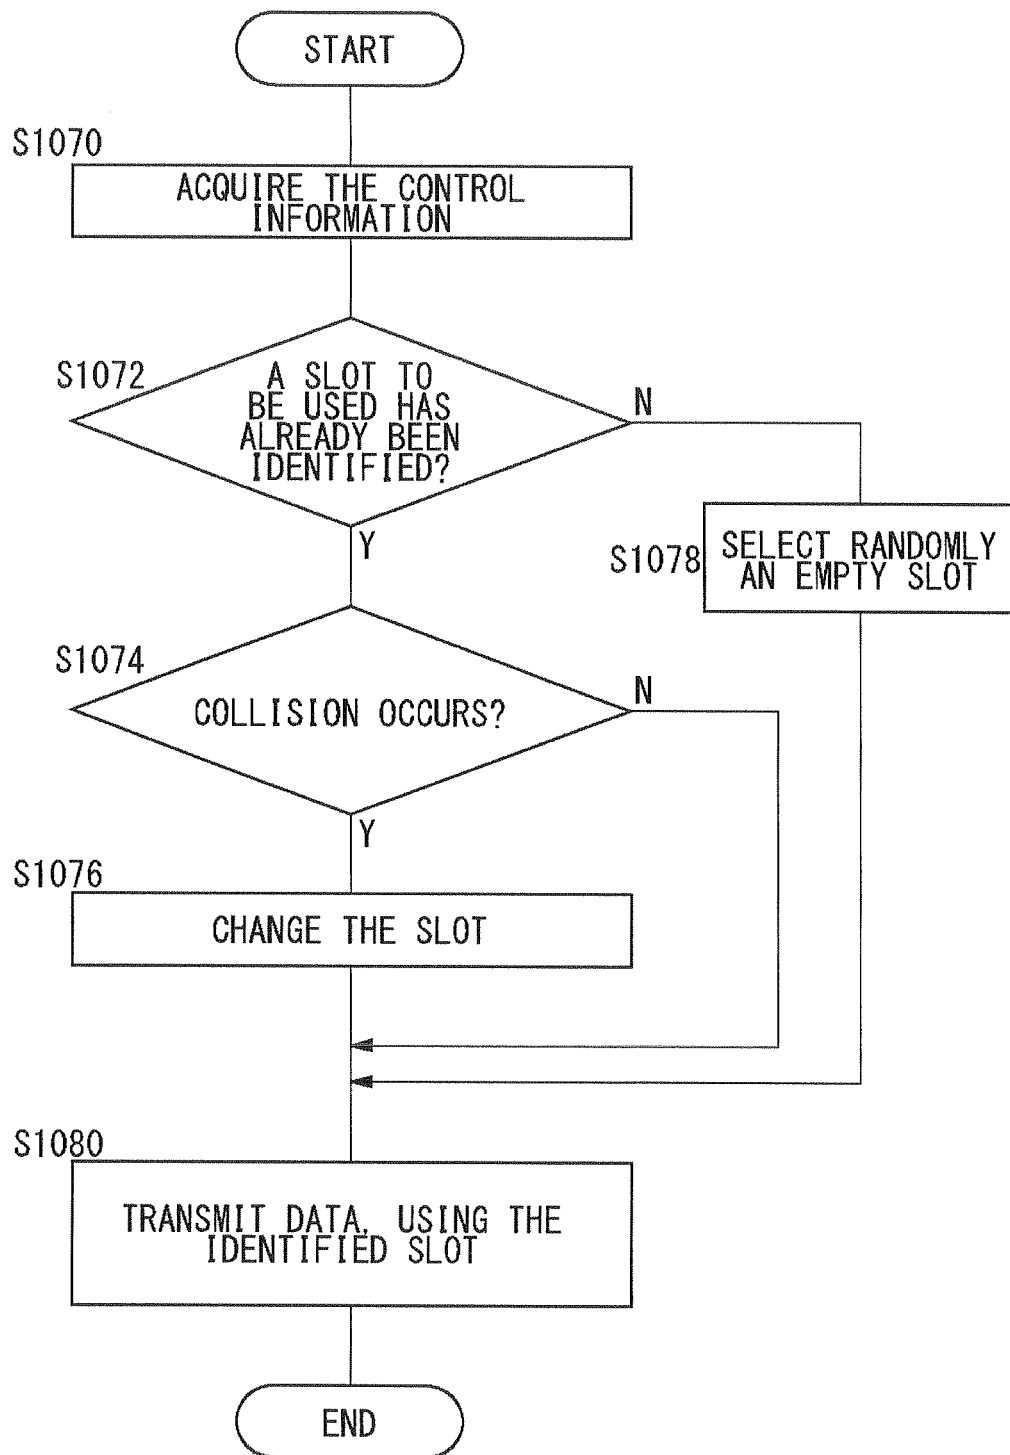 START
S1070
ACQUIRE THE CONTROL
INFORMATION
S1072
A SLOT TO
BE USED HAS
ALREADY BEEN
IDENTIFIED?
N
Y
S1078
SELECT RANDOMLY
AN EMPTY SLOT
S1074
COLLISION OCCURS?
N
Y
S1076
CHANGE THE SLOT
S1080
TRANSMIT DATA, USING THE
IDENTIFIED SLOT
END